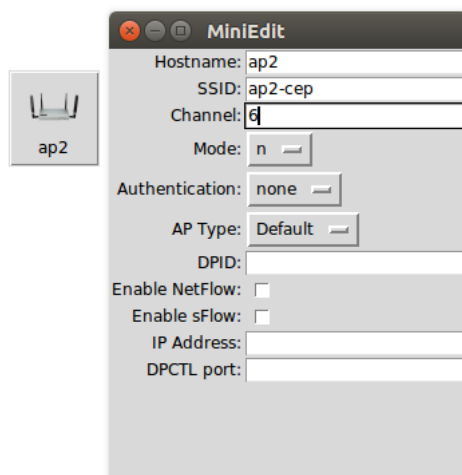 MiniEdit
Hostname: ap2
SSID: ap2-cep
ap2
Channel: 6
Mode: n
Authentication: none
AP Type: Default
DPID:
Enable NetFlow:
Enable sFlow:
IP Address:
DPCTL port: